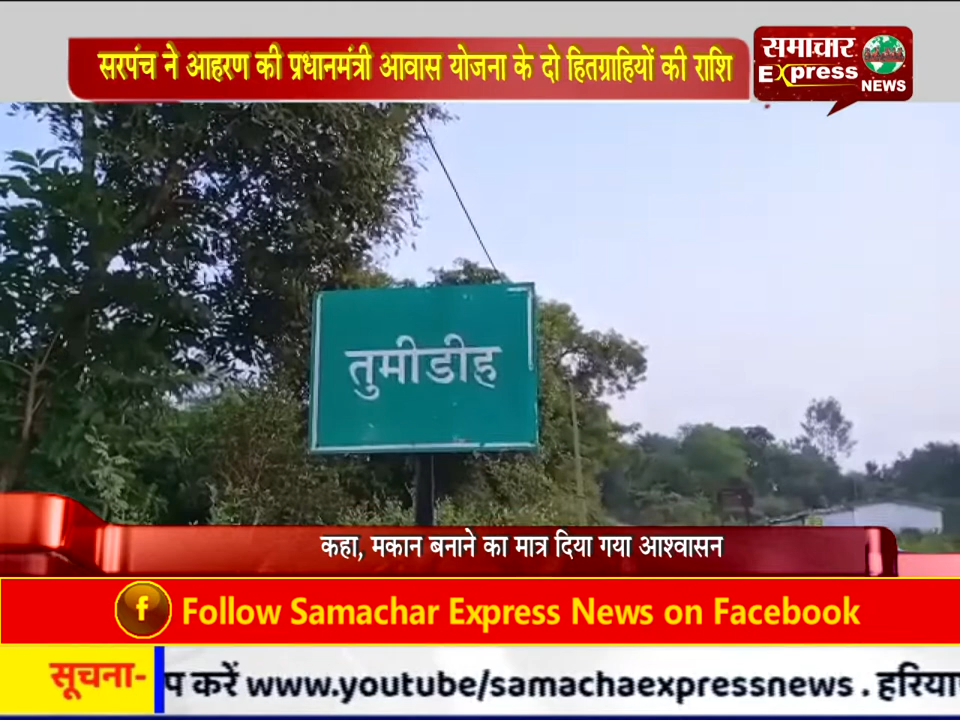 सरपंच ने आहरण की प्रधानमंत्री आवास योजना के दो हितग्राहियों की राशि
समाचार
Express
NEWS
तुमीडीह
कहा, मकान बनाने का मात्र दिया गया आश्वासन
f Follow Samachar Express News on Facebook
सूचना- प करें www.youtube/samachaexpressnews . हरिया